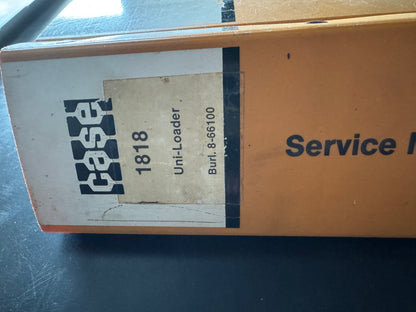 case
1818
Uni-Loader
Burl. 8-66100
Service